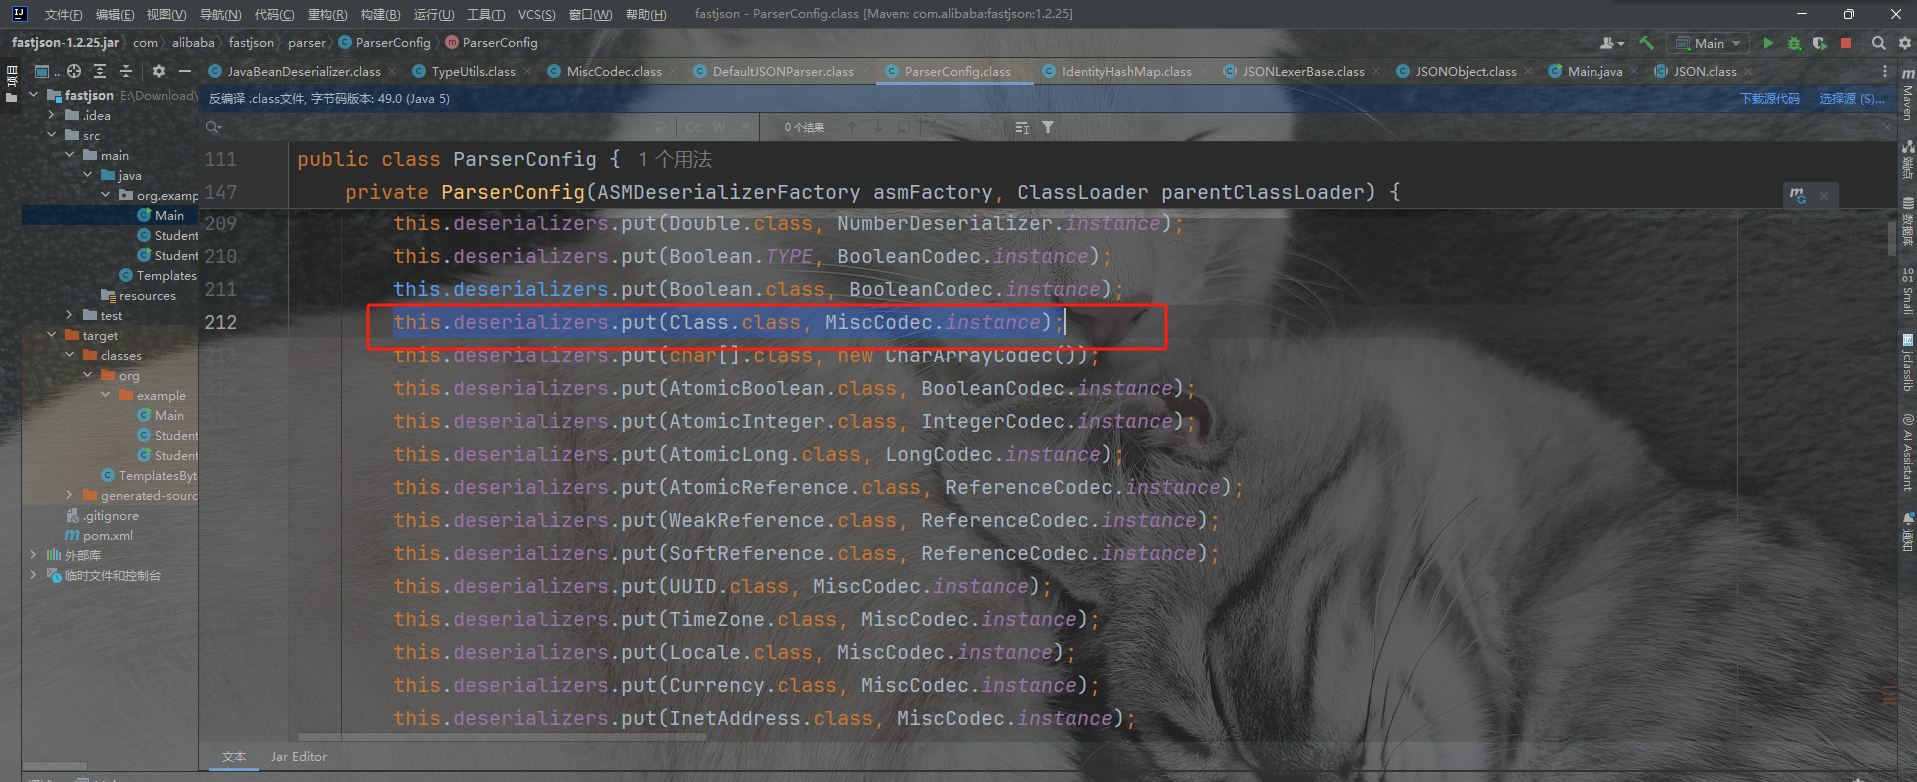 文件(F) 编辑(E) 视图(V) 导航(N) 代码(C) 重构(R) 构建(B) 运行(U) 工具(T) VCS(S) 窗口(W) 帮助(H) fastjson - ParserConfig.class [Maven: com.alibaba:fastjson:1.2.25]
fastjson-1.2.25.jar com alibaba fastjson parser ParserConfig ParserConfig
Main
JavaBeanDeserializer.class TypeUtils.class MiscCodec.class DefaultJSONParser.class ParserConfig.class IdentityHashMap.class JSONLexerBase.class JSONObject.class Main.java JSON.class
项目
fastjson E:\Download\
.idea
src
main
java
org.examp
Main
Student
Student
Templates
resources
test
target
classes
org
example
Main
Student
Student
TemplatesByt
generated-sourc
.gitignore
pom.xml
外部库
临时文件和控制台
反编译 .class文件, 字节码版本: 49.0 (Java 5) 下载源代码 选择源 (S)...
Cc W .* 0 个结果
111 public class ParserConfig { 1 个用法
147 private ParserConfig(ASMDeserializerFactory asmFactory, ClassLoader parentClassLoader) {
209 this.deserializers.put(Double.class, NumberDeserializer.instance);
210 this.deserializers.put(Boolean.TYPE, BooleanCodec.instance);
211 this.deserializers.put(Boolean.class, BooleanCodec.instance);
212 this.deserializers.put(Class.class, MiscCodec.instance);
213 this.deserializers.put(char[].class, new CharArrayCodec());
this.deserializers.put(AtomicBoolean.class, BooleanCodec.instance);
this.deserializers.put(AtomicInteger.class, IntegerCodec.instance);
this.deserializers.put(AtomicLong.class, LongCodec.instance);
this.deserializers.put(AtomicReference.class, ReferenceCodec.instance);
this.deserializers.put(WeakReference.class, ReferenceCodec.instance);
this.deserializers.put(SoftReference.class, ReferenceCodec.instance);
this.deserializers.put(UUID.class, MiscCodec.instance);
this.deserializers.put(TimeZone.class, MiscCodec.instance);
this.deserializers.put(Locale.class, MiscCodec.instance);
this.deserializers.put(Currency.class, MiscCodec.instance);
this.deserializers.put(InetAddress.class, MiscCodec.instance);
文本 Jar Editor
Maven
端点
数据库
Smali
jclasslib
AI Assistant
通知